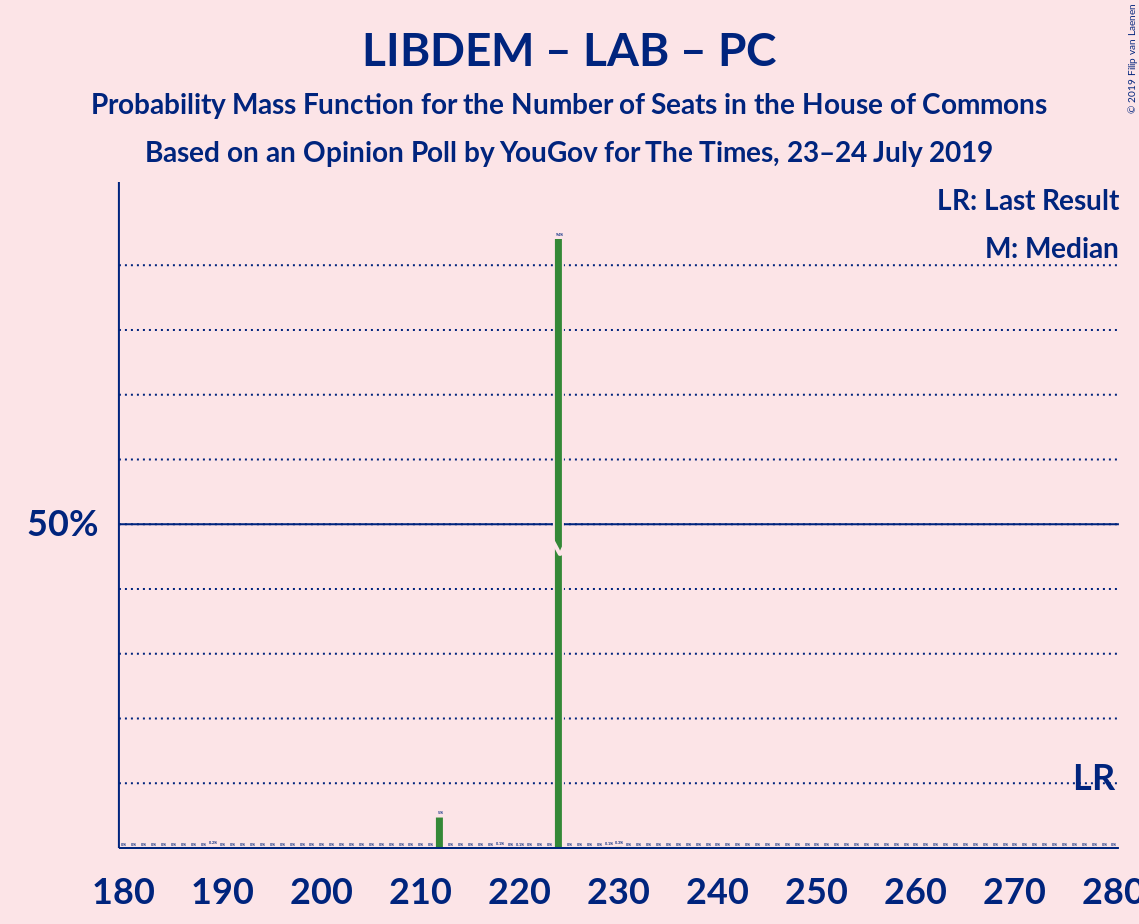 LIBDEM – LAB – PC
Probability Mass Function for the Number of Seats in the House of Commons
Based on an Opinion Poll by YouGov for The Times, 23–24 July 2019
© 2019 Filip van Laenen
LR: Last Result
M: Median
94%
50%
M
LR
5%
180 190 200 210 220 230 240 250 260 270 280